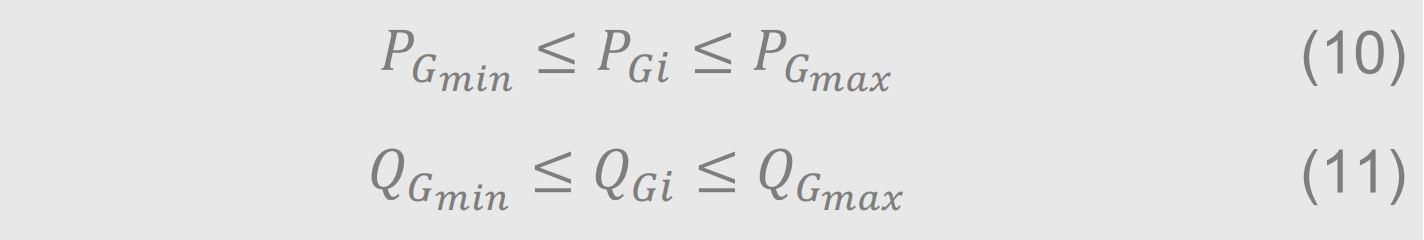 P_{G_{min}} ≤ P_{Gi} ≤ P_{G_{max}} (10)
Q_{G_{min}} ≤ Q_{Gi} ≤ Q_{G_{max}} (11)